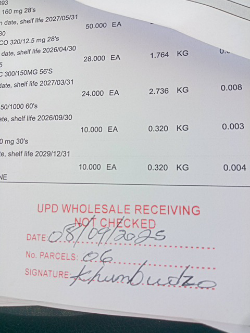 160 mg 28's
date, shelf life 2027/05/31
50.000 EA
CO 320/12.5 mg 28's
date, shelf life 2026/04/30
28.000 EA 1.764 KG
300/150MG 56'S
date, shelf life 2027/03/31
24.000 EA 2.736 KG 0.008
50/1000 60's
date, shelf life 2026/09/30
10.000 EA 0.320 KG 0.003
mg 30's
shelf life 2029/12/31
10.000 EA 0.320 KG 0.004
UPD WHOLESALE RECEIVING
NOT CHECKED
DATE: 08/09/2025
No. PARCELS: 06
SIGNATURE: